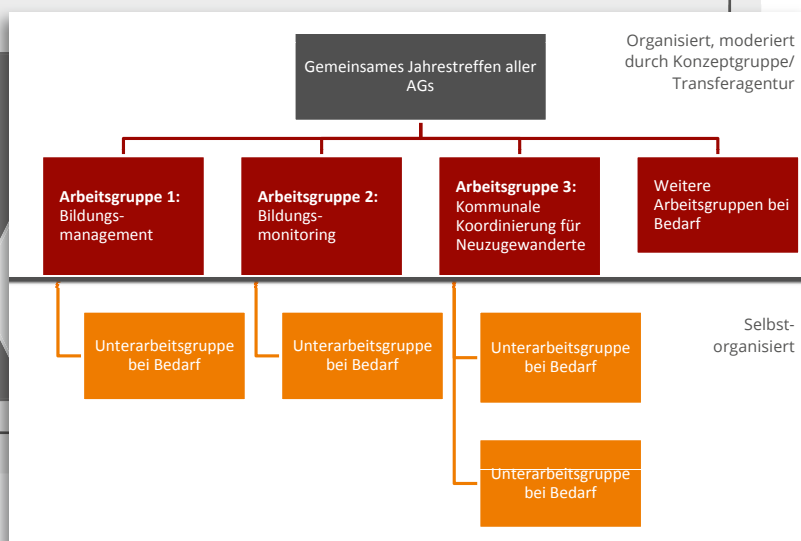 Organisiert, moderiert
durch Konzeptgruppe/
Transferagentur
Gemeinsames Jahrestreffen aller
AGs
Arbeitsgruppe 1:
Bildungs-
management
Arbeitsgruppe 2:
Bildungs-
monitoring
Arbeitsgruppe 3:
Kommunale
Koordinierung für
Neuzugewanderte
Weitere
Arbeitsgruppen bei
Bedarf
Selbst-
organisiert
Unterarbeitsgruppe
bei Bedarf
Unterarbeitsgruppe
bei Bedarf
Unterarbeitsgruppe
bei Bedarf
Unterarbeitsgruppe
bei Bedarf